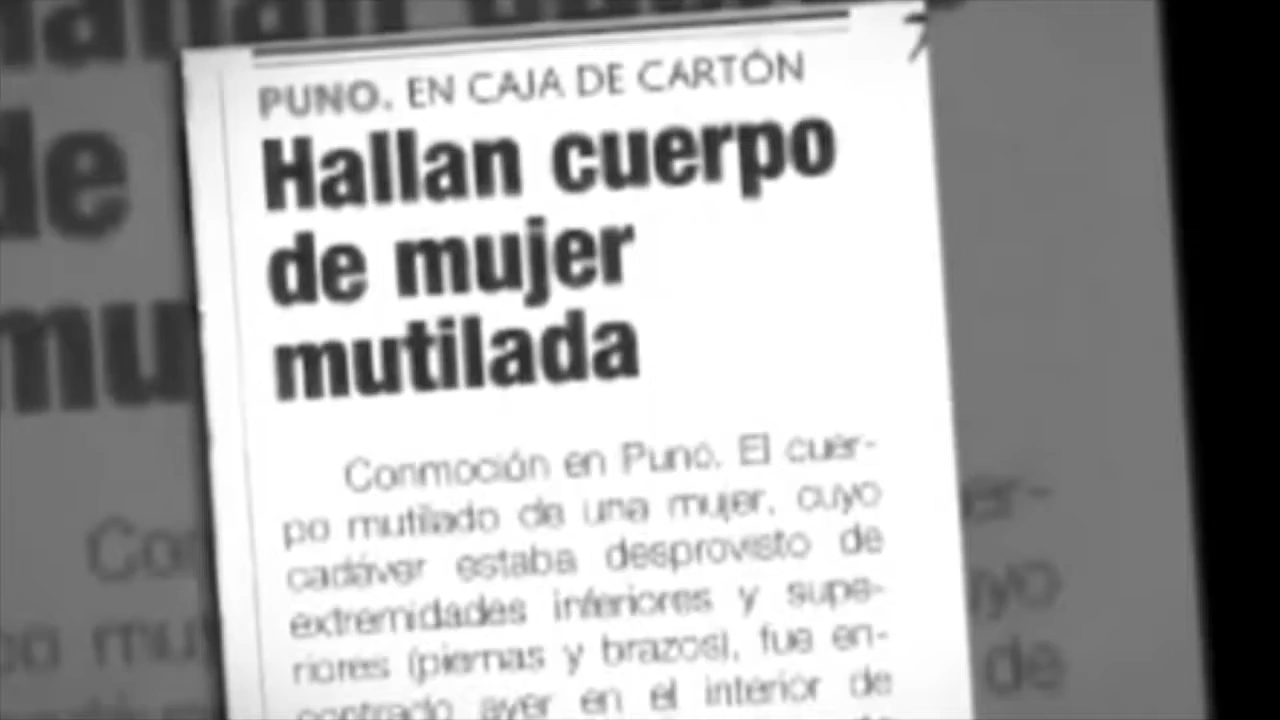 PUNO. EN CAJA DE CARTÓN
Hallan cuerpo
de mujer
mutilada
Conmoción en Puno. El cuer-
po mutilado de una mujer, cuyo
cadáver estaba desprovisto de
extremidades inferiores y supe-
riores (piernas y brazos), fue en-
contrado ayer en el interior de